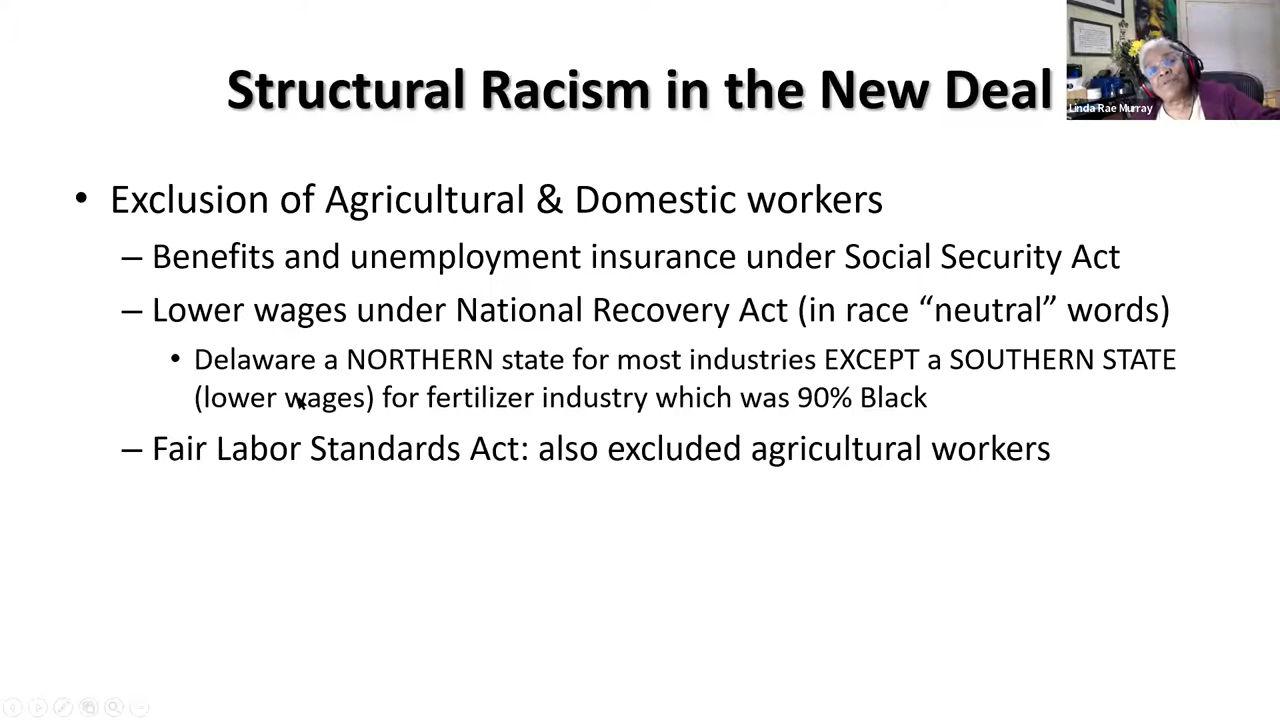 Structural Racism in the New Deal
Linda Rae Murray
• Exclusion of Agricultural & Domestic workers
– Benefits and unemployment insurance under Social Security Act
– Lower wages under National Recovery Act (in race “neutral” words)
• Delaware a NORTHERN state for most industries EXCEPT a SOUTHERN STATE
(lower wages) for fertilizer industry which was 90% Black
– Fair Labor Standards Act: also excluded agricultural workers